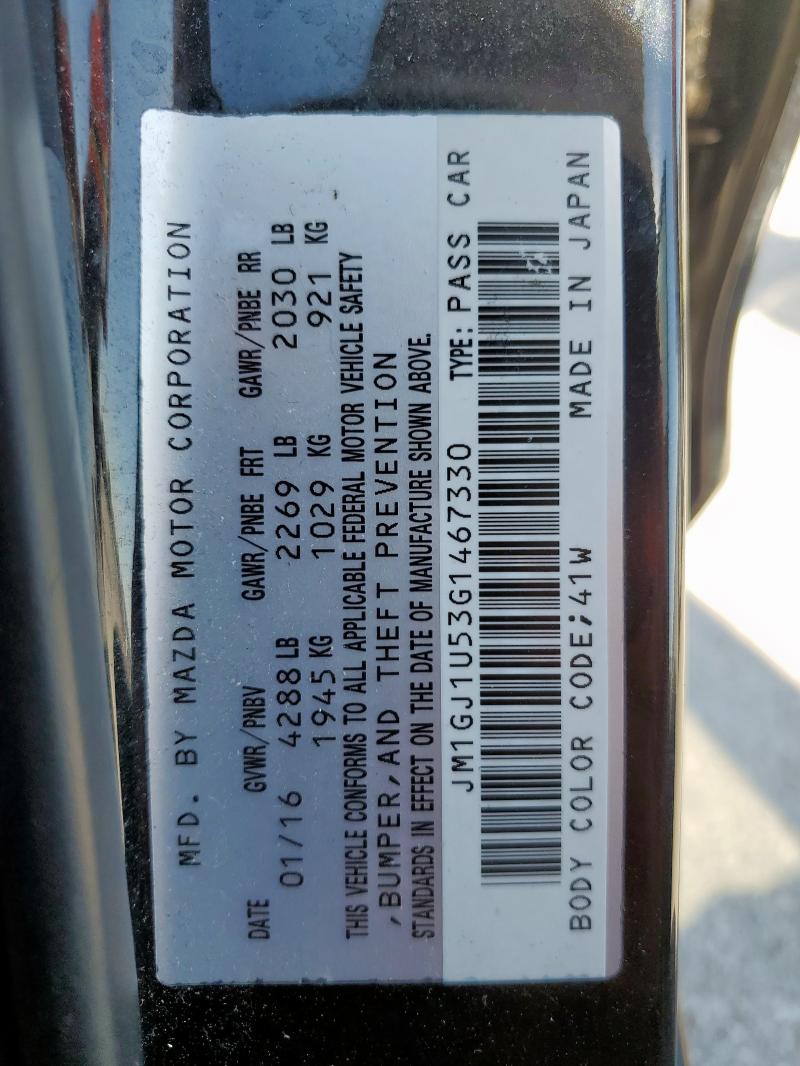 MFD. BY MAZDA MOTOR CORPORATION
DATE GVWR/PNBV GAWR/PNBE FRT GAWR/PNBE RR
01/16 4288 LB 2269 LB 2030 LB
1945 KG 1029 KG 921 KG
THIS VEHICLE CONFORMS TO ALL APPLICABLE FEDERAL MOTOR VEHICLE SAFETY
,BUMPER,AND THEFT PREVENTION
STANDARDS IN EFFECT ON THE DATE OF MANUFACTURE SHOWN ABOVE.
JM1GJ1U53G1467330 TYPE: PASS CAR
BODY COLOR CODE;41W MADE IN JAPAN